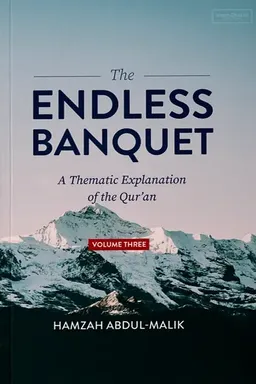 The
ENDLESS
BANQUET
A Thematic Explanation
of the Qur'an
VOLUME THREE
HAMZAH ABDUL-MALIK